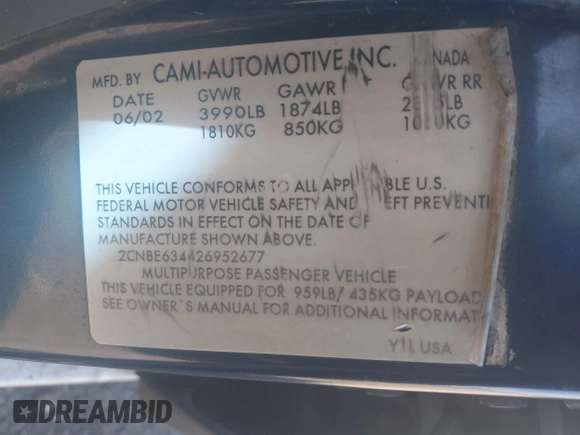 MFD. BY CAMI-AUTOMOTIVE INC.
DATE GVWR GAWR RR
06/02 3990LB 1874LB
1810KG 850KG
THIS VEHICLE CONFORMS TO ALL U.S.
FEDERAL MOTOR VEHICLE SAFETY AND
STANDARDS IN EFFECT ON THE DATE OF
MANUFACTURE SHOWN ABOVE.
2CNBE634426952677
MULTIPURPOSE PASSENGER VEHICLE
THIS VEHICLE EQUIPPED FOR 959LB/ 435KG PAYLOAD
SEE OWNER'S MANUAL FOR ADDITIONAL INFORMAT
USA
DREAMBID